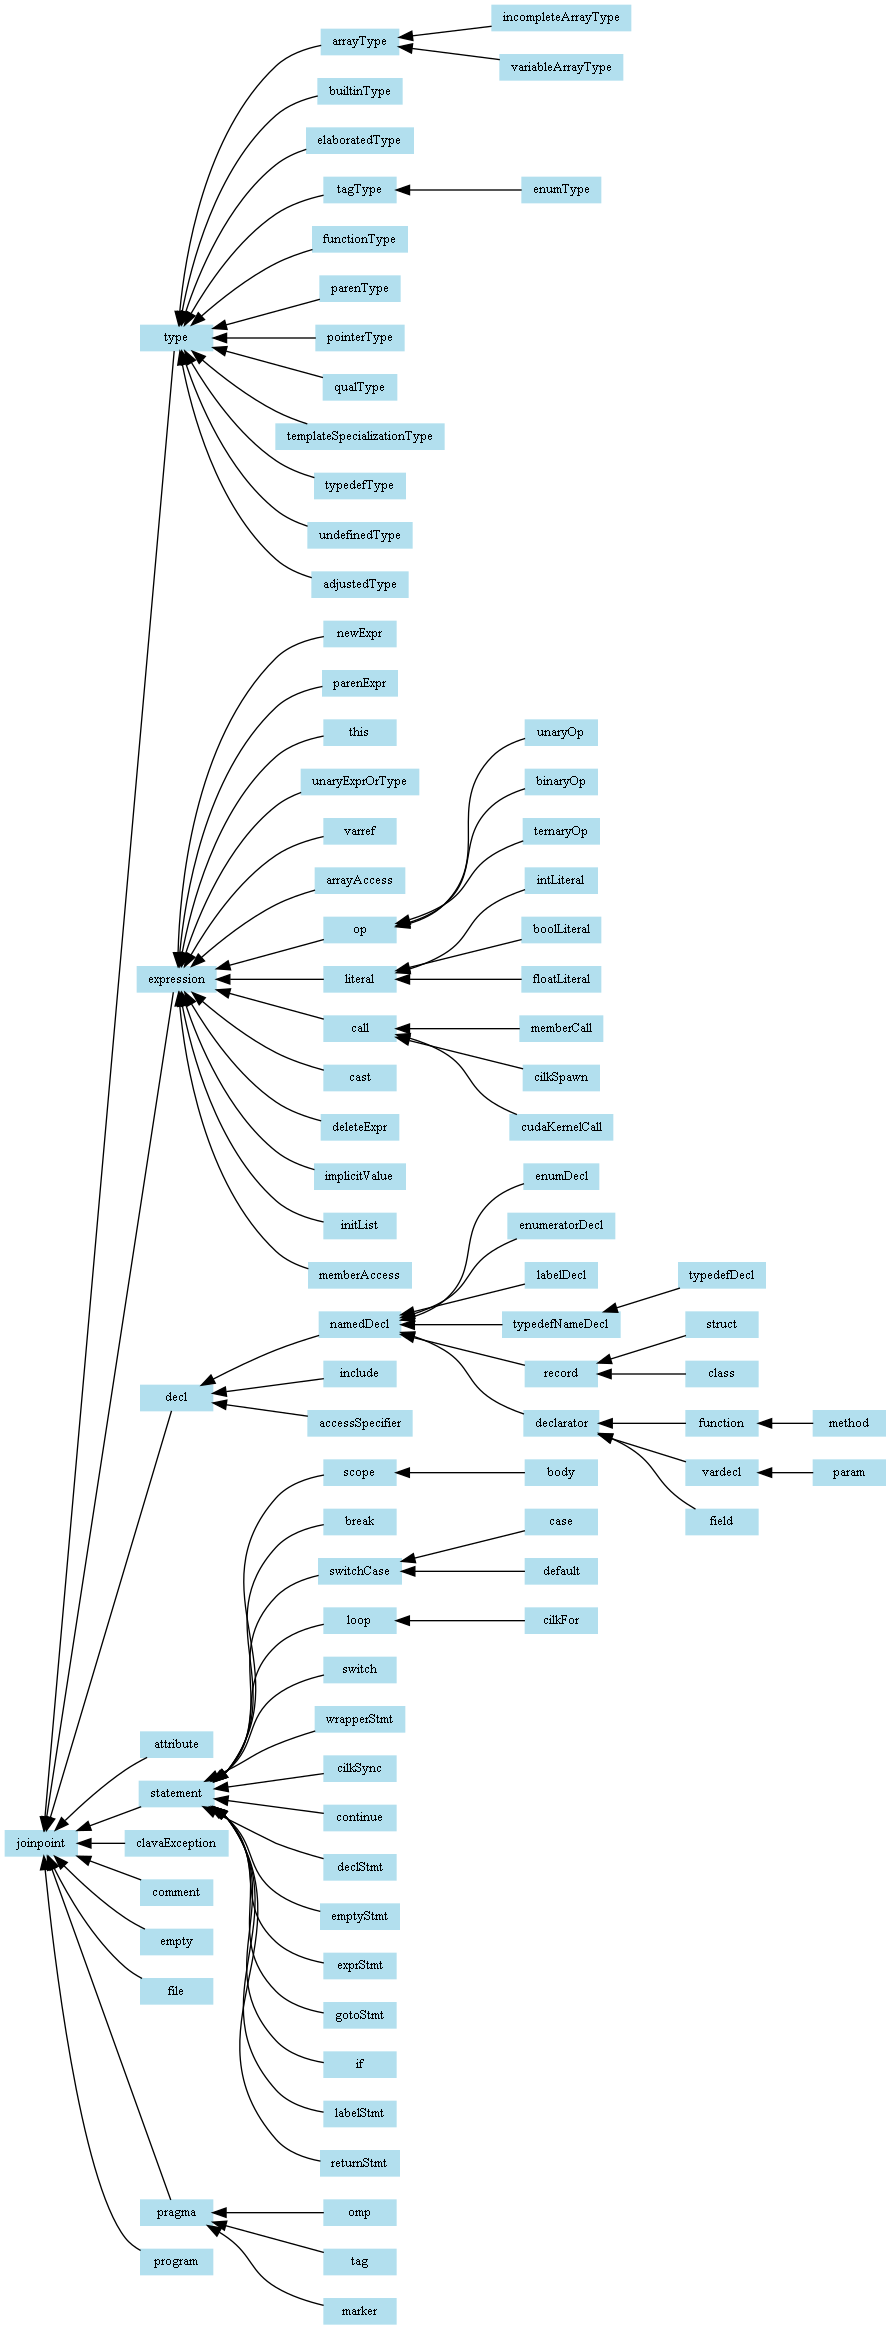 incompleteArrayType
arrayType
variableArrayType
builtinType
elaboratedType
tagType
enumType
functionType
parenType
type
pointerType
qualType
templateSpecializationType
typedefType
undefinedType
adjustedType
newExpr
parenExpr
this
unaryOp
unaryExprOrType
binaryOp
varref
ternaryOp
arrayAccess
intLiteral
op
boolLiteral
expression
literal
floatLiteral
call
memberCall
cast
cilkSpawn
deleteExpr
cudaKernelCall
implicitValue
enumDecl
initList
enumeratorDecl
memberAccess
labelDecl
typedefDecl
namedDecl
typedefNameDecl
struct
include
record
class
decl
accessSpecifier
declarator
function
method
scope
body
vardecl
param
break
case
field
switchCase
default
loop
cilkFor
switch
wrapperStmt
attribute
cilkSync
statement
continue
joinpoint
clavaException
declStmt
comment
emptyStmt
empty
exprStmt
file
gotoStmt
if
labelStmt
returnStmt
pragma
omp
program
tag
marker